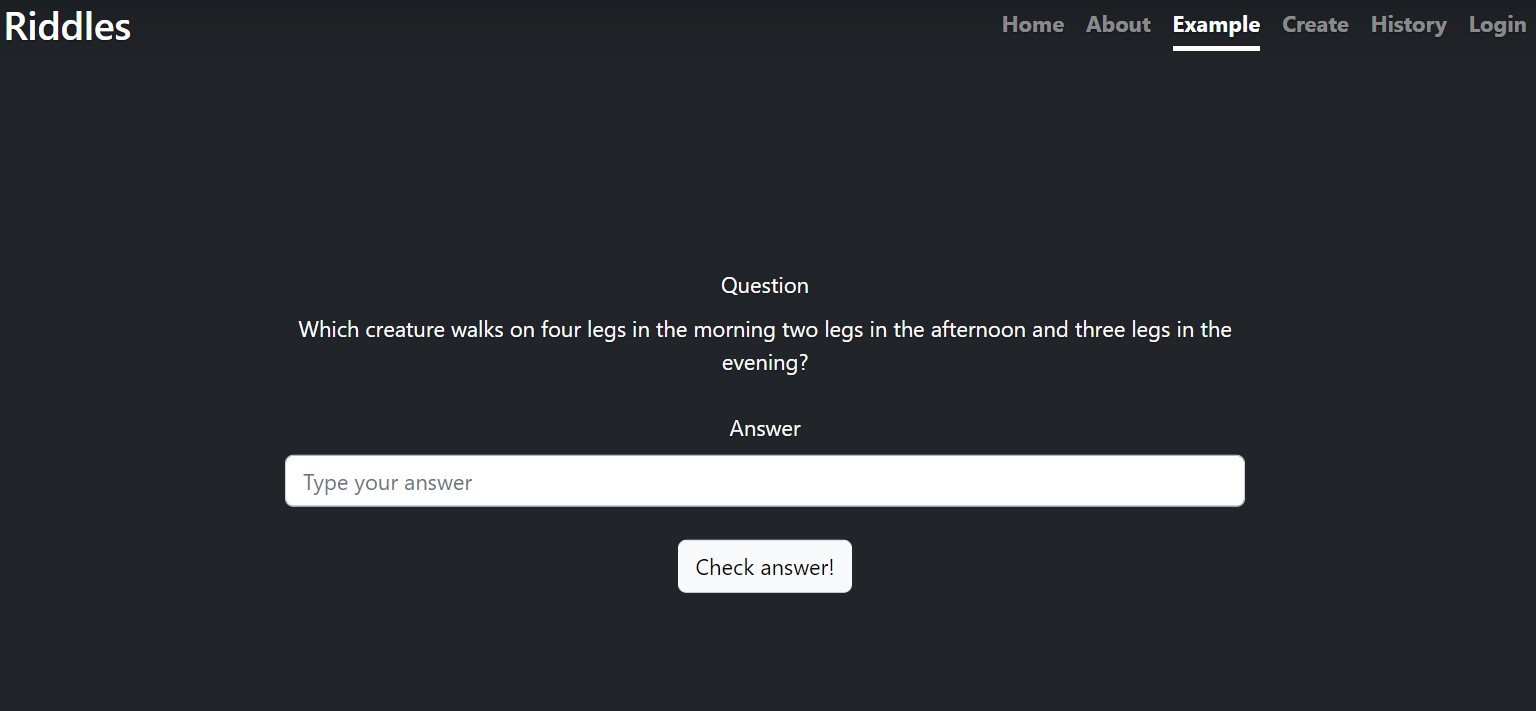 Riddles
Home About Example Create History Login
Question
Which creature walks on four legs in the morning two legs in the afternoon and three legs in the
evening?
Answer
Type your answer
Check answer!